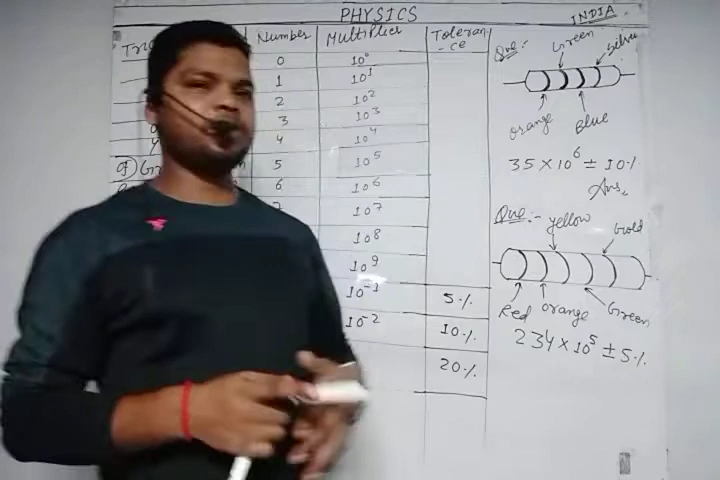 PHYSICS
INDIA
Number Multiplier Toleran
-ce
0 10⁰
1 10¹
2 10²
3 10³
4 10⁴
5 10⁵
6 10⁶
10⁷
10⁸
10⁹
10⁻¹ 5%
10⁻² 10%
20%
Que:-
Green Silver
orange Blue
35×10⁶ ± 10%
Ans,
Que:- yellow Gold
Red orange Green
234×10⁵ ± 5%